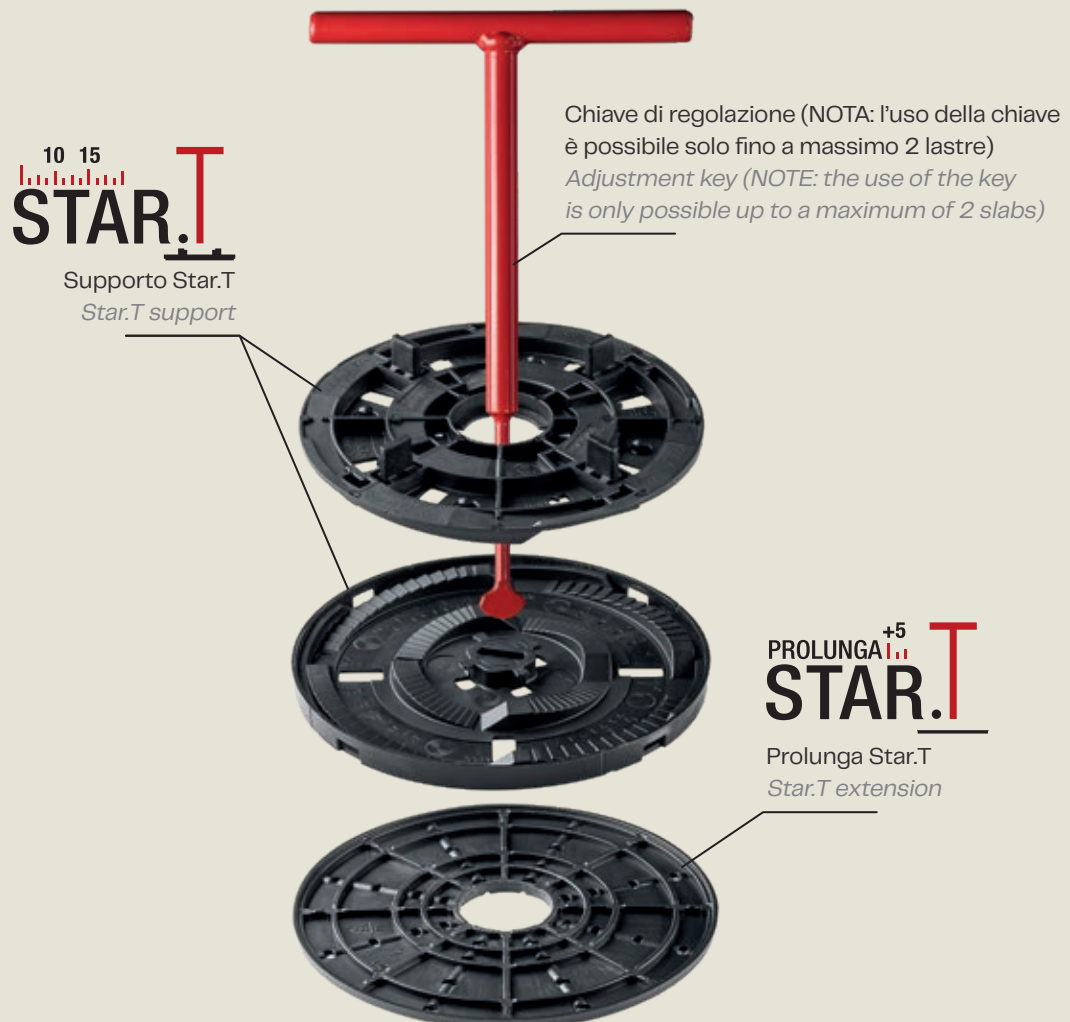 Chiave di regolazione (NOTA: l'uso della chiave
è possibile solo fino a massimo 2 lastre)
Adjustment key (NOTE: the use of the key
is only possible up to a maximum of 2 slabs)
10 15
STAR.T
Supporto Star.T
Star.T support
PROLUNGA +5
STAR.T
Prolunga Star.T
Star.T extension